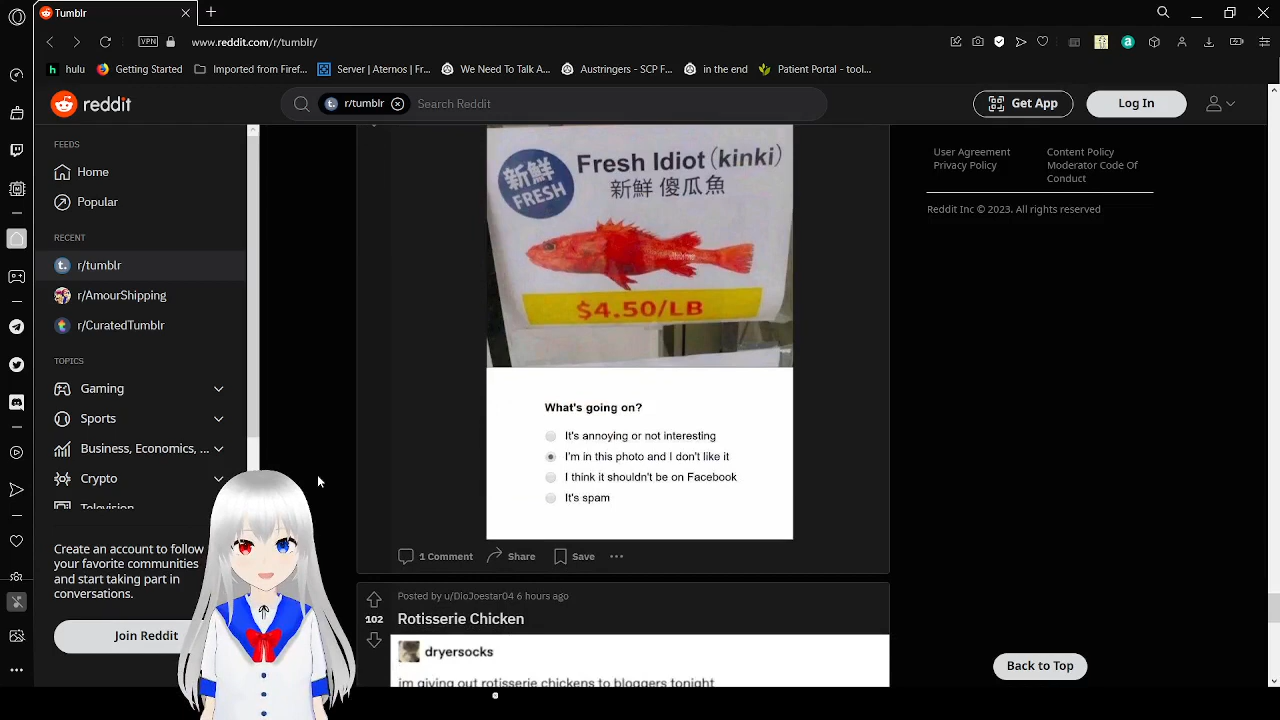 Tumblr
VPN
www.reddit.com/r/tumblr/
hulu
Getting Started
Imported from Firef...
Server | Aternos | Fr...
We Need To Talk A...
Austringers - SCP F...
in the end
Patient Portal - tool...
reddit
r/tumblr
Search Reddit
Get App
Log In
FEEDS
Home
Popular
RECENT
r/tumblr
r/AmourShipping
r/CuratedTumblr
TOPICS
Gaming
Sports
Business, Economics, ...
Crypto
Television
Create an account to follow
your favorite communities
and start taking part in
conversations.
Join Reddit
新鮮
FRESH
Fresh Idiot (kinki)
新鮮 傻瓜魚
$4.50/LB
What's going on?
It's annoying or not interesting
I'm in this photo and I don't like it
I think it shouldn't be on Facebook
It's spam
1 Comment
Share
Save
Posted by u/DioJoestar04 6 hours ago
102
Rotisserie Chicken
dryersocks
im giving out rotisserie chickens to bloggers tonight
User Agreement
Privacy Policy
Content Policy
Moderator Code Of
Conduct
Reddit Inc © 2023. All rights reserved
Back to Top